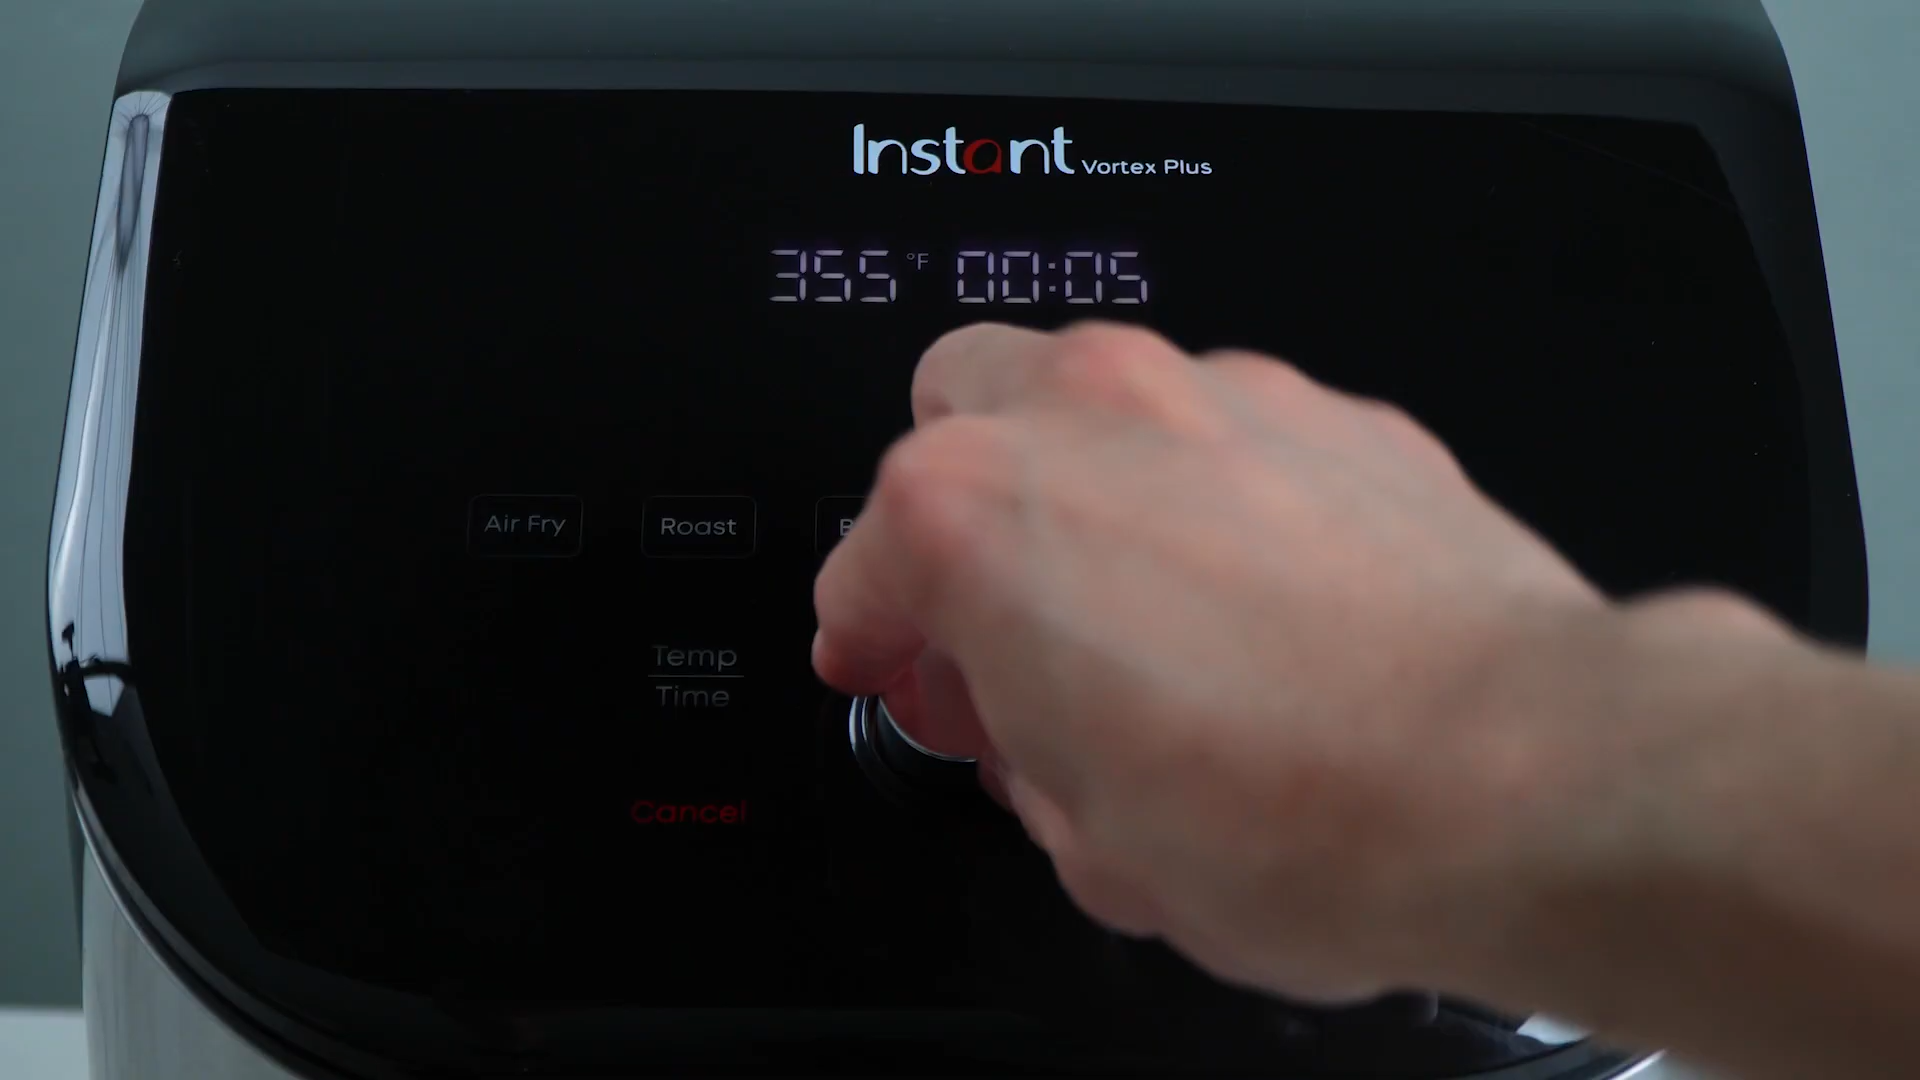 Instant Vortex Plus
355 °F 00:05
Air Fry Roast
Temp
Time
Cancel